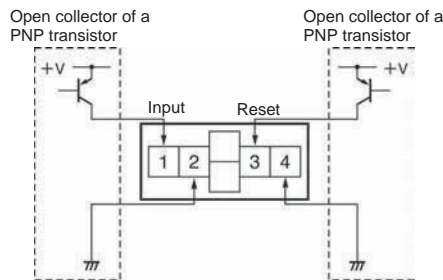 Open collector of a
PNP transistor
Open collector of a
PNP transistor
+V
+V
Input
Reset
1 2 3 4